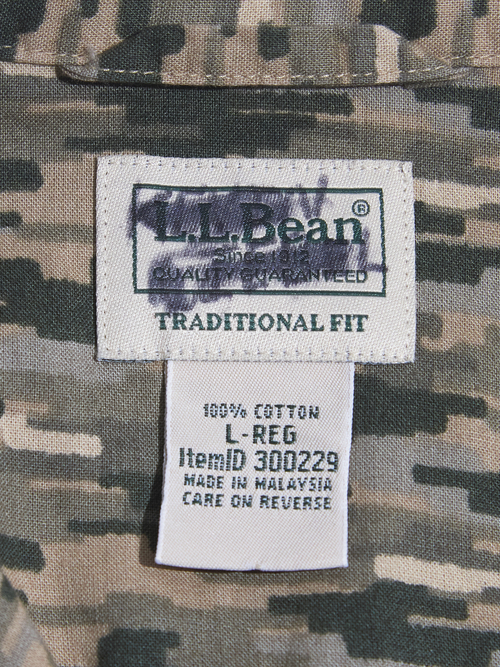 L.L.Bean®
Since 1912
QUALITY GUARANTEED
TRADITIONAL FIT
100% COTTON
L-REG
ItemID 300229
MADE IN MALAYSIA
CARE ON REVERSE